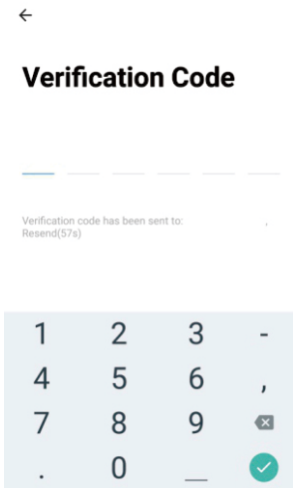 Verification Code
Verification code has been sent to: ,
Resend(57s)
1 2 3 -
4 5 6 ,
7 8 9
. 0 _